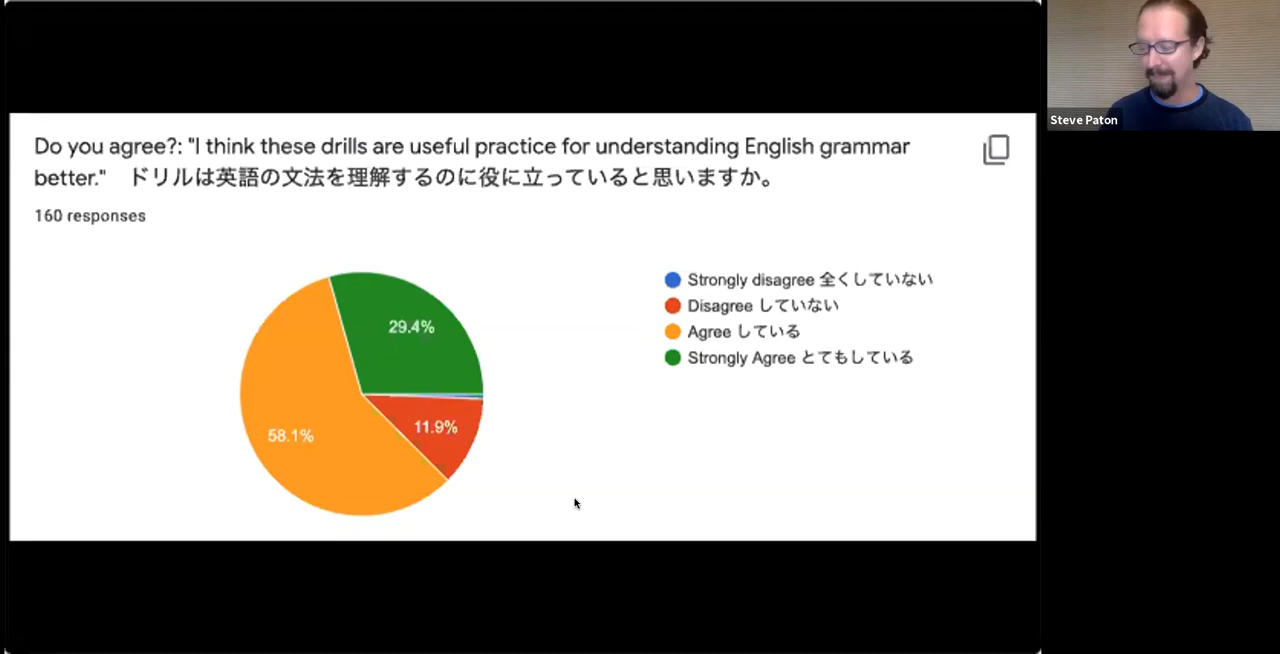 Do you agree?: "I think these drills are useful practice for understanding English grammar
better." ドリルは英語の文法を理解するのに役に立っていると思いますか。
160 responses
29.4%
58.1%
11.9%
Strongly disagree 全くしていない
Disagree していない
Agree している
Strongly Agree とてもしている
Steve Paton